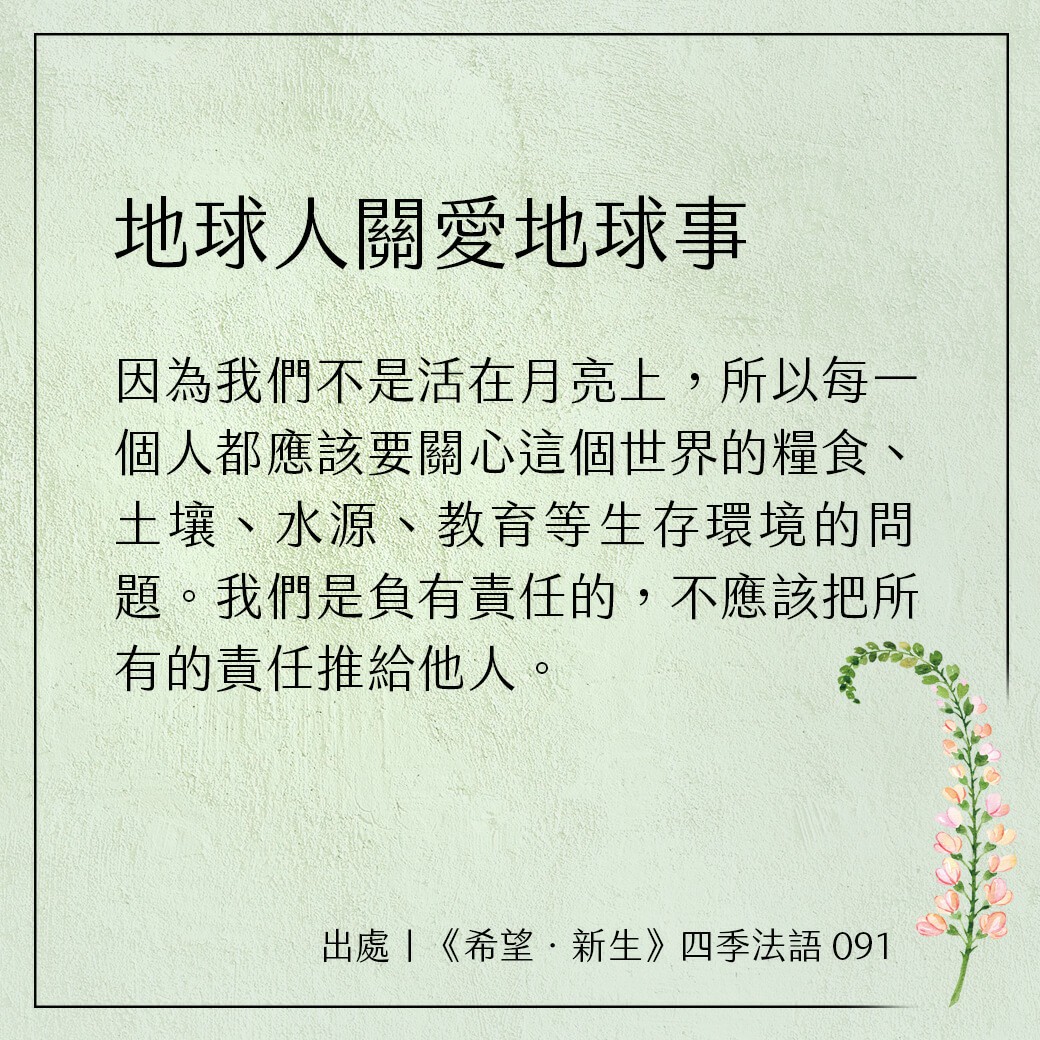 地球人關愛地球事
因為我們不是活在月亮上，所以每一
個人都應該要關心這個世界的糧食、
土壤、水源、教育等生存環境的問
題。我們是負有責任的，不應該把所
有的責任推給他人。
出處｜《希望．新生》四季法語 091